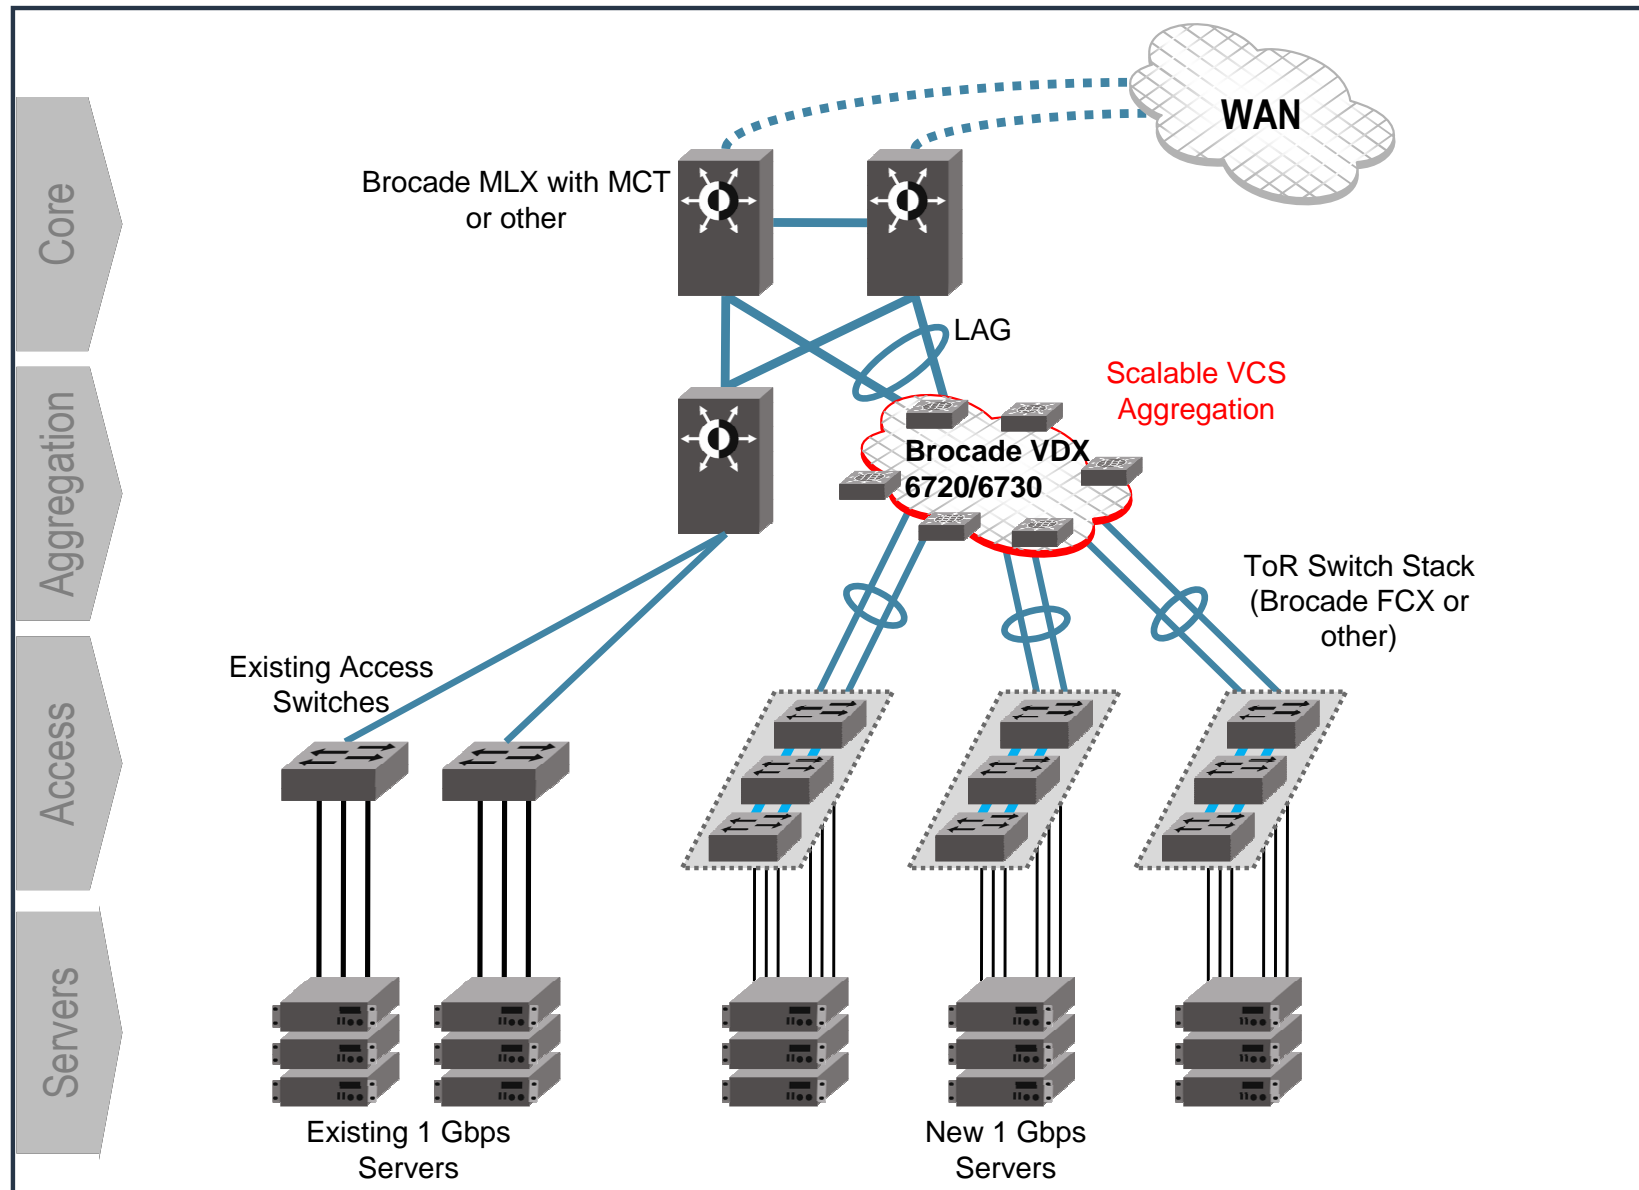 WAN
Core
Brocade MLX with MCT
or other
LAG
Scalable VCS
Aggregation
Aggregation
Brocade VDX
6720/6730
ToR Switch Stack
(Brocade FCX or
other)
Existing Access
Switches
Access
Servers
Existing 1 Gbps
Servers
New 1 Gbps
Servers